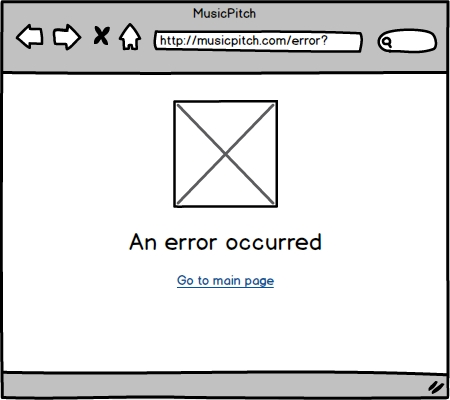 MusicPitch
http://musicpitch.com/error?
An error occurred
Go to main page